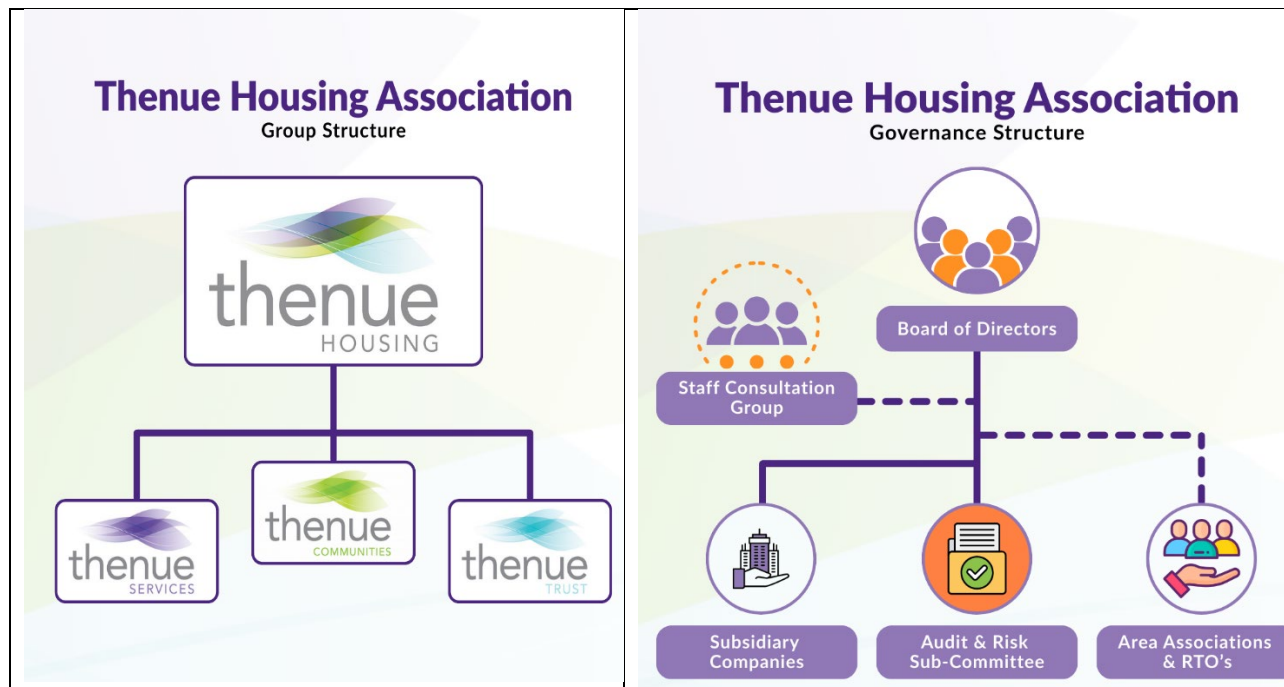 Thenue Housing Association
Group Structure
thenue
HOUSING
thenue
SERVICES
thenue
COMMUNITIES
thenue
TRUST
Thenue Housing Association
Governance Structure
Board of Directors
Staff Consultation
Group
Subsidiary
Companies
Audit & Risk
Sub-Committee
Area Associations
& RTO's